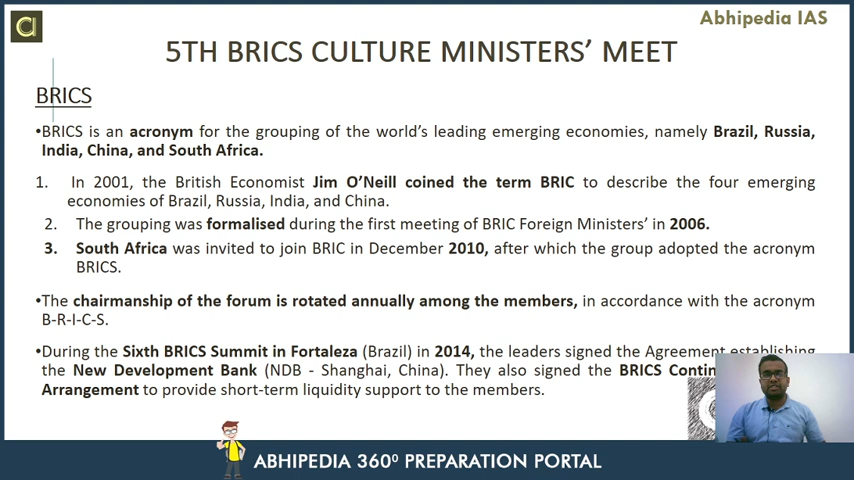 Abhipedia IAS
5TH BRICS CULTURE MINISTERS’ MEET
BRICS
•BRICS is an acronym for the grouping of the world’s leading emerging economies, namely Brazil, Russia,
India, China, and South Africa.
1. In 2001, the British Economist Jim O’Neill coined the term BRIC to describe the four emerging
economies of Brazil, Russia, India, and China.
2. The grouping was formalised during the first meeting of BRIC Foreign Ministers’ in 2006.
3. South Africa was invited to join BRIC in December 2010, after which the group adopted the acronym
BRICS.
•The chairmanship of the forum is rotated annually among the members, in accordance with the acronym
B-R-I-C-S.
•During the Sixth BRICS Summit in Fortaleza (Brazil) in 2014, the leaders signed the Agreement establishing
the New Development Bank (NDB - Shanghai, China). They also signed the BRICS
Arrangement to provide short-term liquidity support to the members.
ABHIPEDIA 360⁰ PREPARATION PORTAL